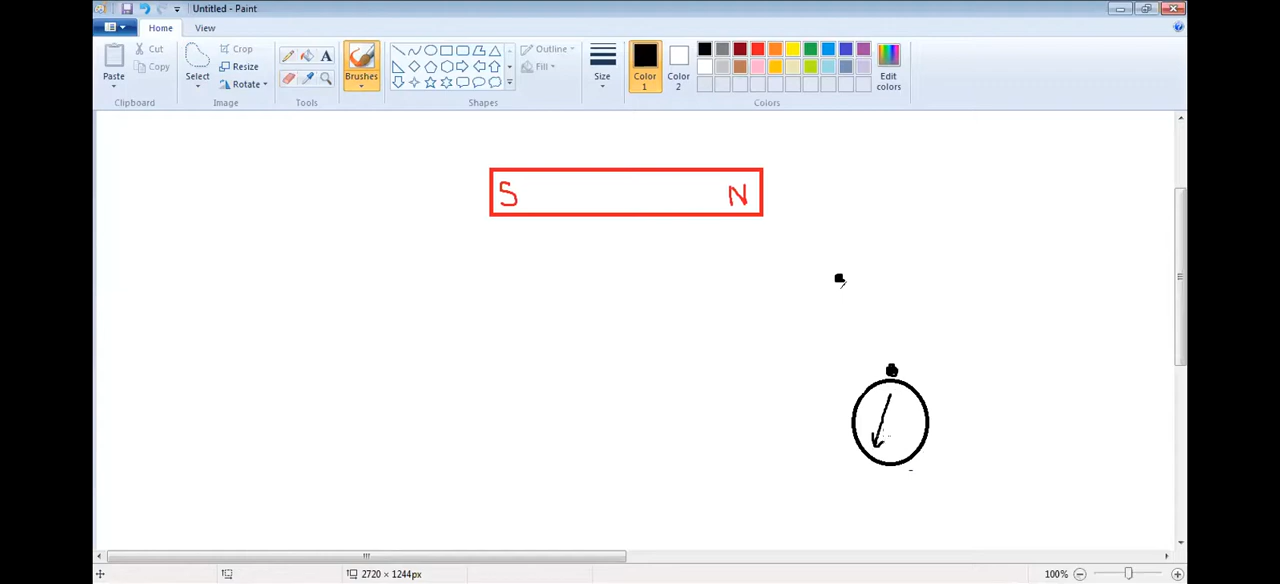 Untitled - Paint
Home View
Paste
Cut
Copy
Clipboard
Select
Crop
Resize
Rotate
Image
A
Tools
Brushes
Outline
Fill
Shapes
Size
Color 1
Color 2
Edit colors
Colors
S N
2720 × 1244px
100%